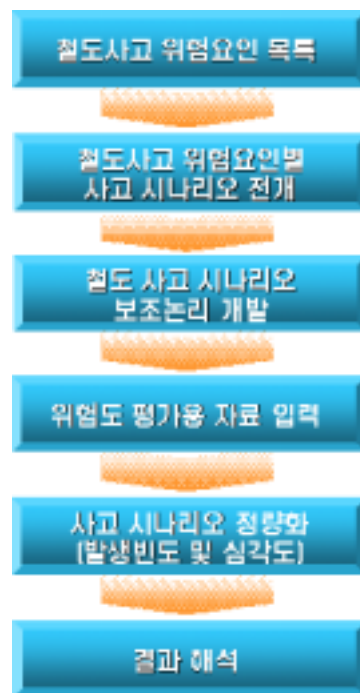 철도사고 위험요인 목록
철도사고 위험요인별
사고 시나리오 전개
철도 사고 시나리오
보조논리 개발
위험도 평가용 자료 입력
사고 시나리오 정량화
(발생빈도 및 심각도)
결과 해석